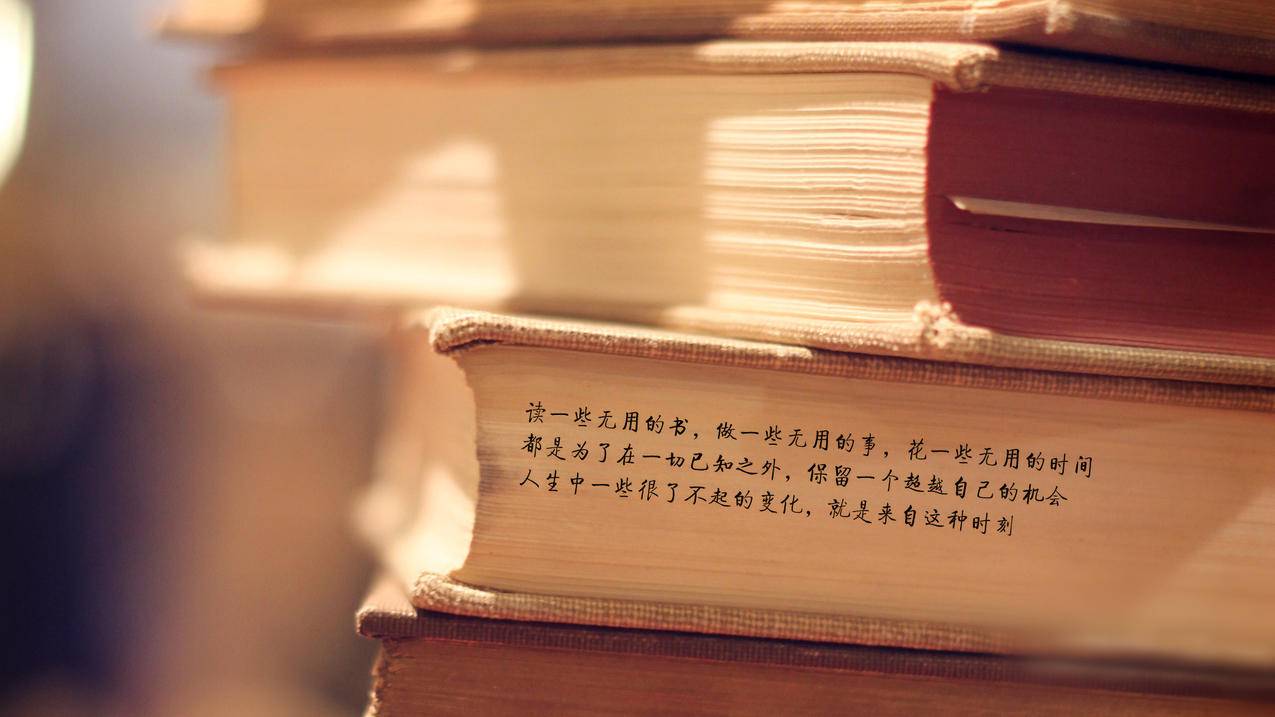 读一些无用的书，做一些无用的事，花一些无用的时间
都是为了在一切已知之外，保留一个超越自己的机会
人生中一些很了不起的变化，就是来自这种时刻